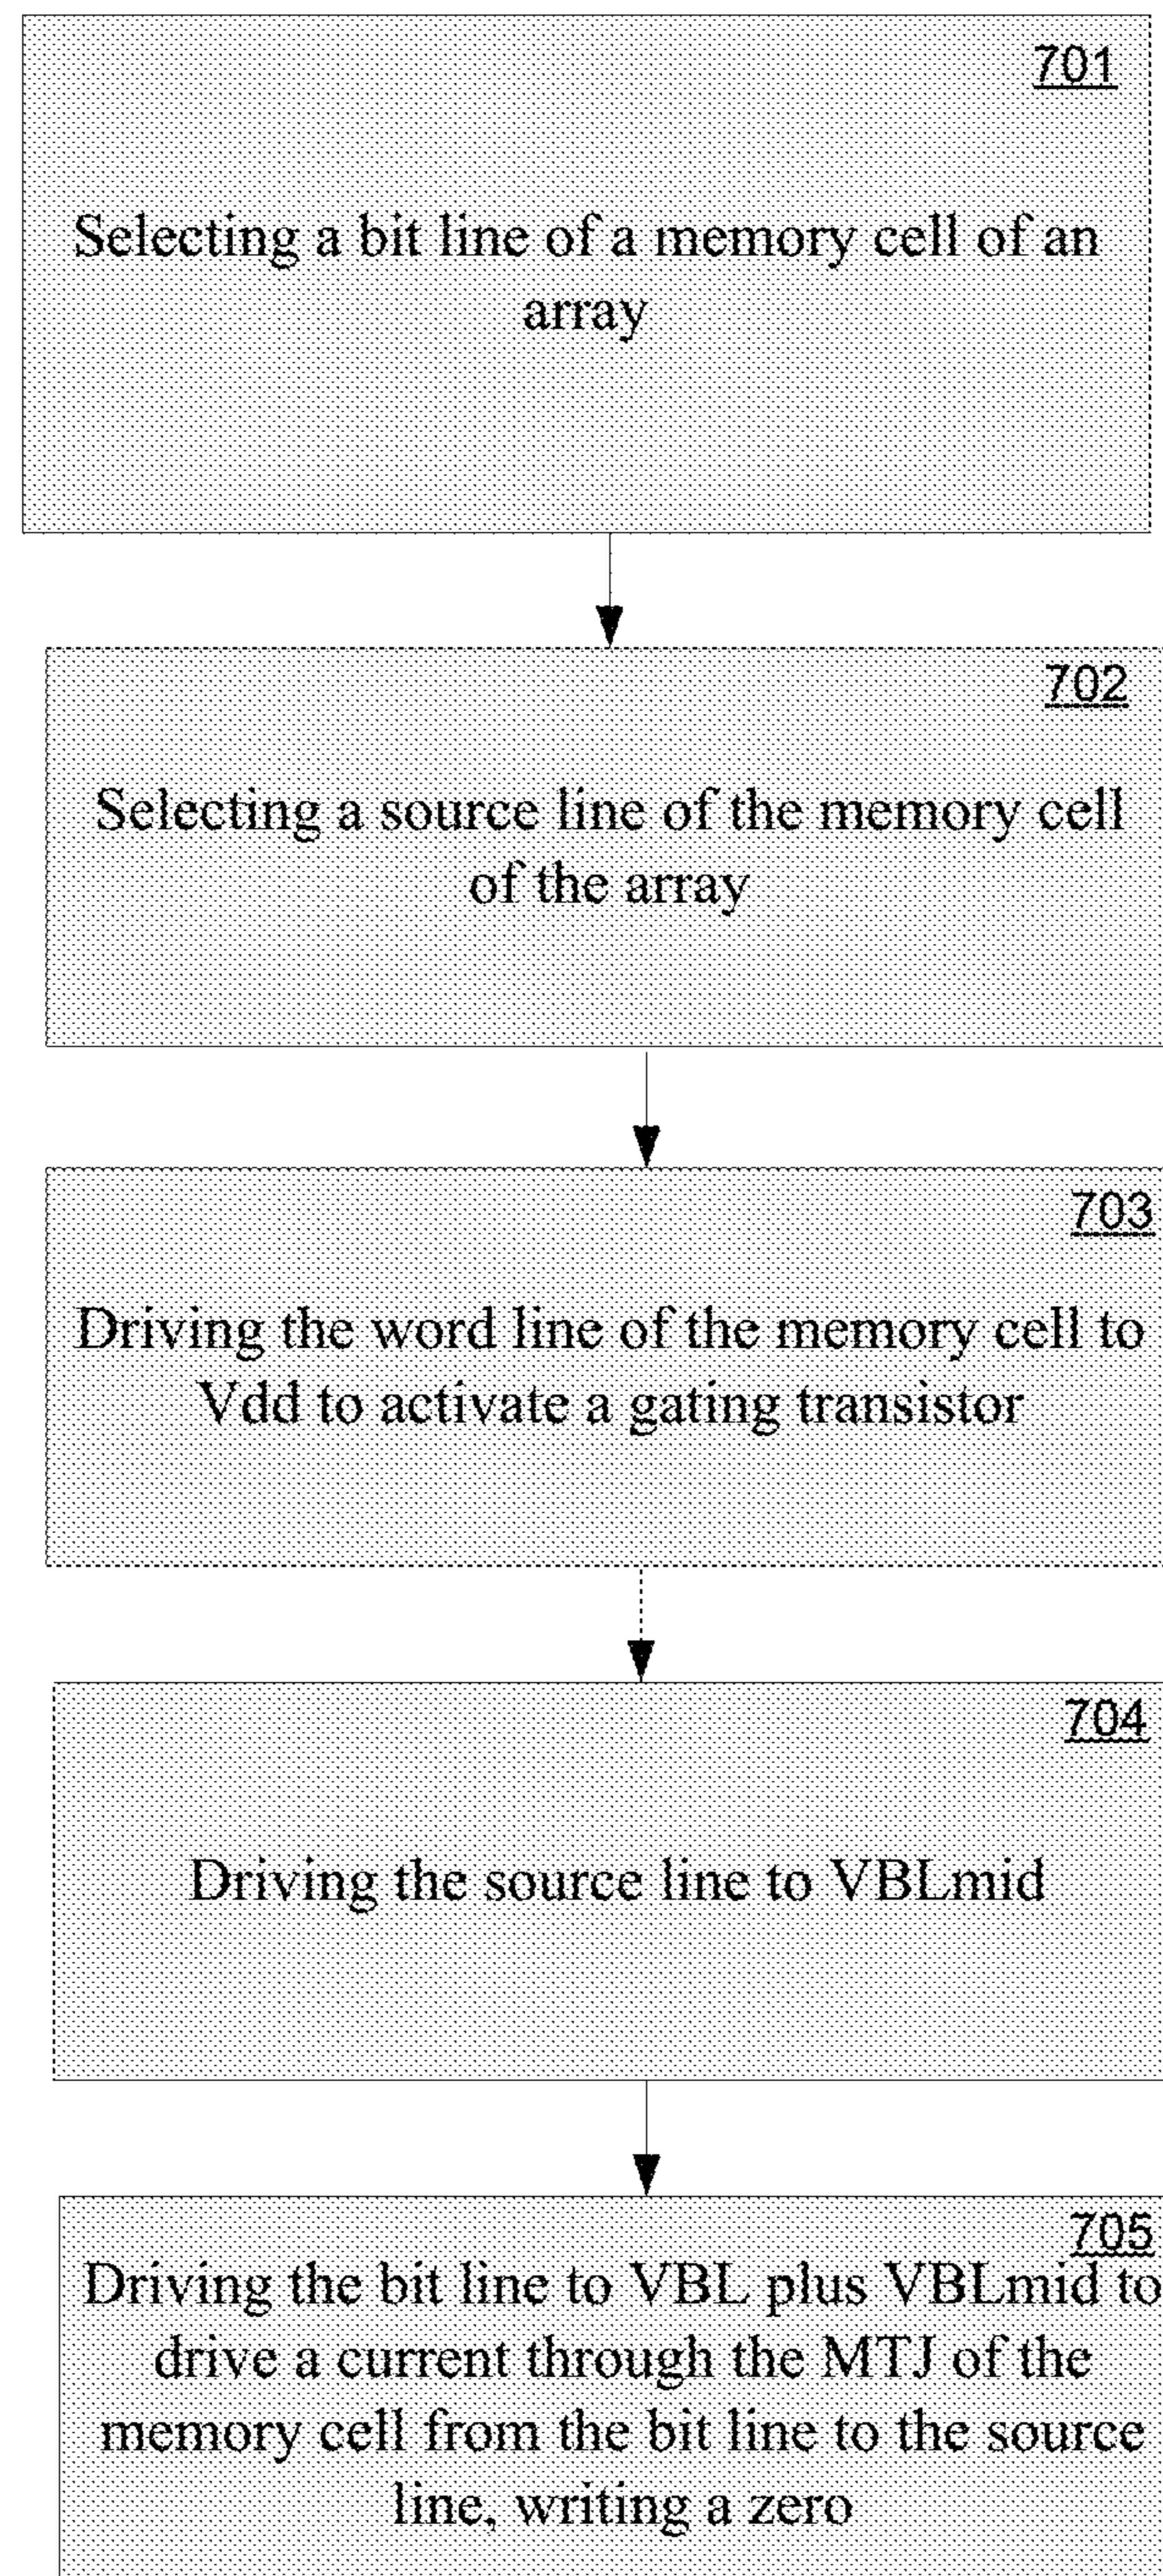 701
Selecting a bit line of a memory cell of an
array
702
Selecting a source line of the memory cell
of the array
703
Driving the word line of the memory cell to
Vdd to activate a gating transistor
704
Driving the source line to VBLmid
705
Driving the bit line to VBL plus VBLmid to
drive a current through the MTJ of the
memory cell from the bit line to the source
line, writing a zero